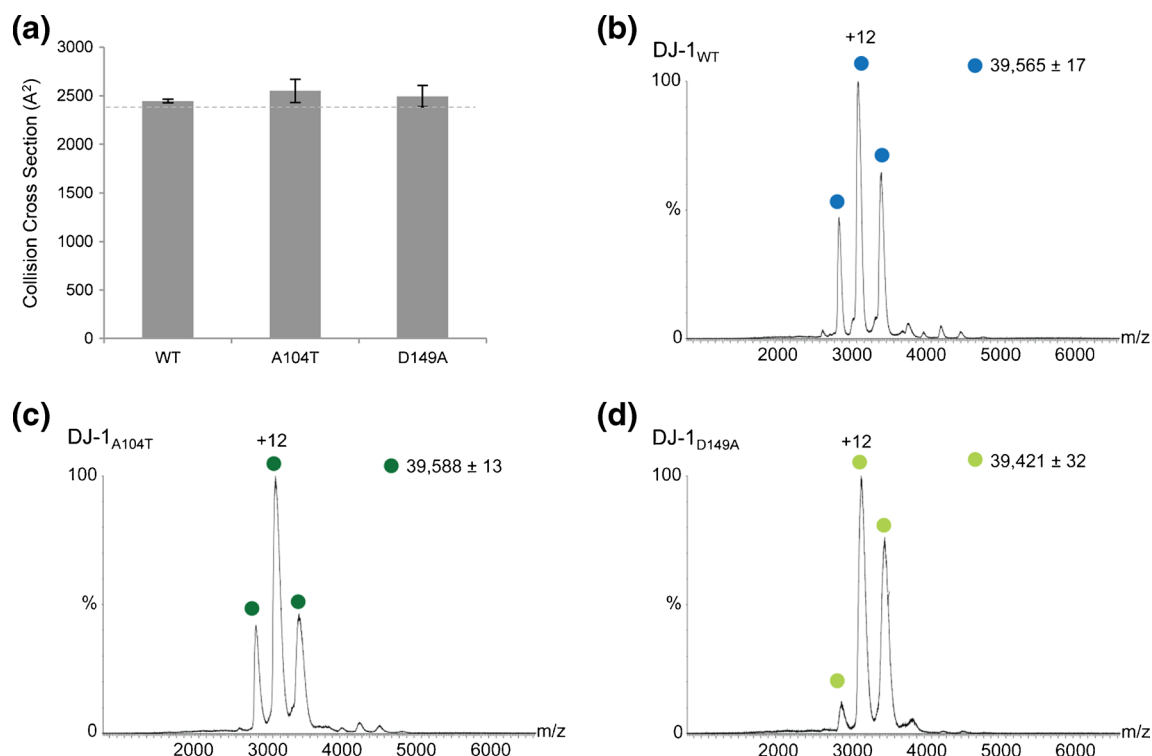 (a)
3000
2500
2000
1500
1000
500
0
Collision Cross Section (A²)
WT A104T D149A
(b)
DJ-1WT
+12
39,565 ± 17
100
%
0
2000 3000 4000 5000 6000 m/z
(c)
DJ-1A104T
+12
39,588 ± 13
100
%
0
2000 3000 4000 5000 6000 m/z
(d)
DJ-1D149A
+12
39,421 ± 32
100
%
0
2000 3000 4000 5000 6000 m/z